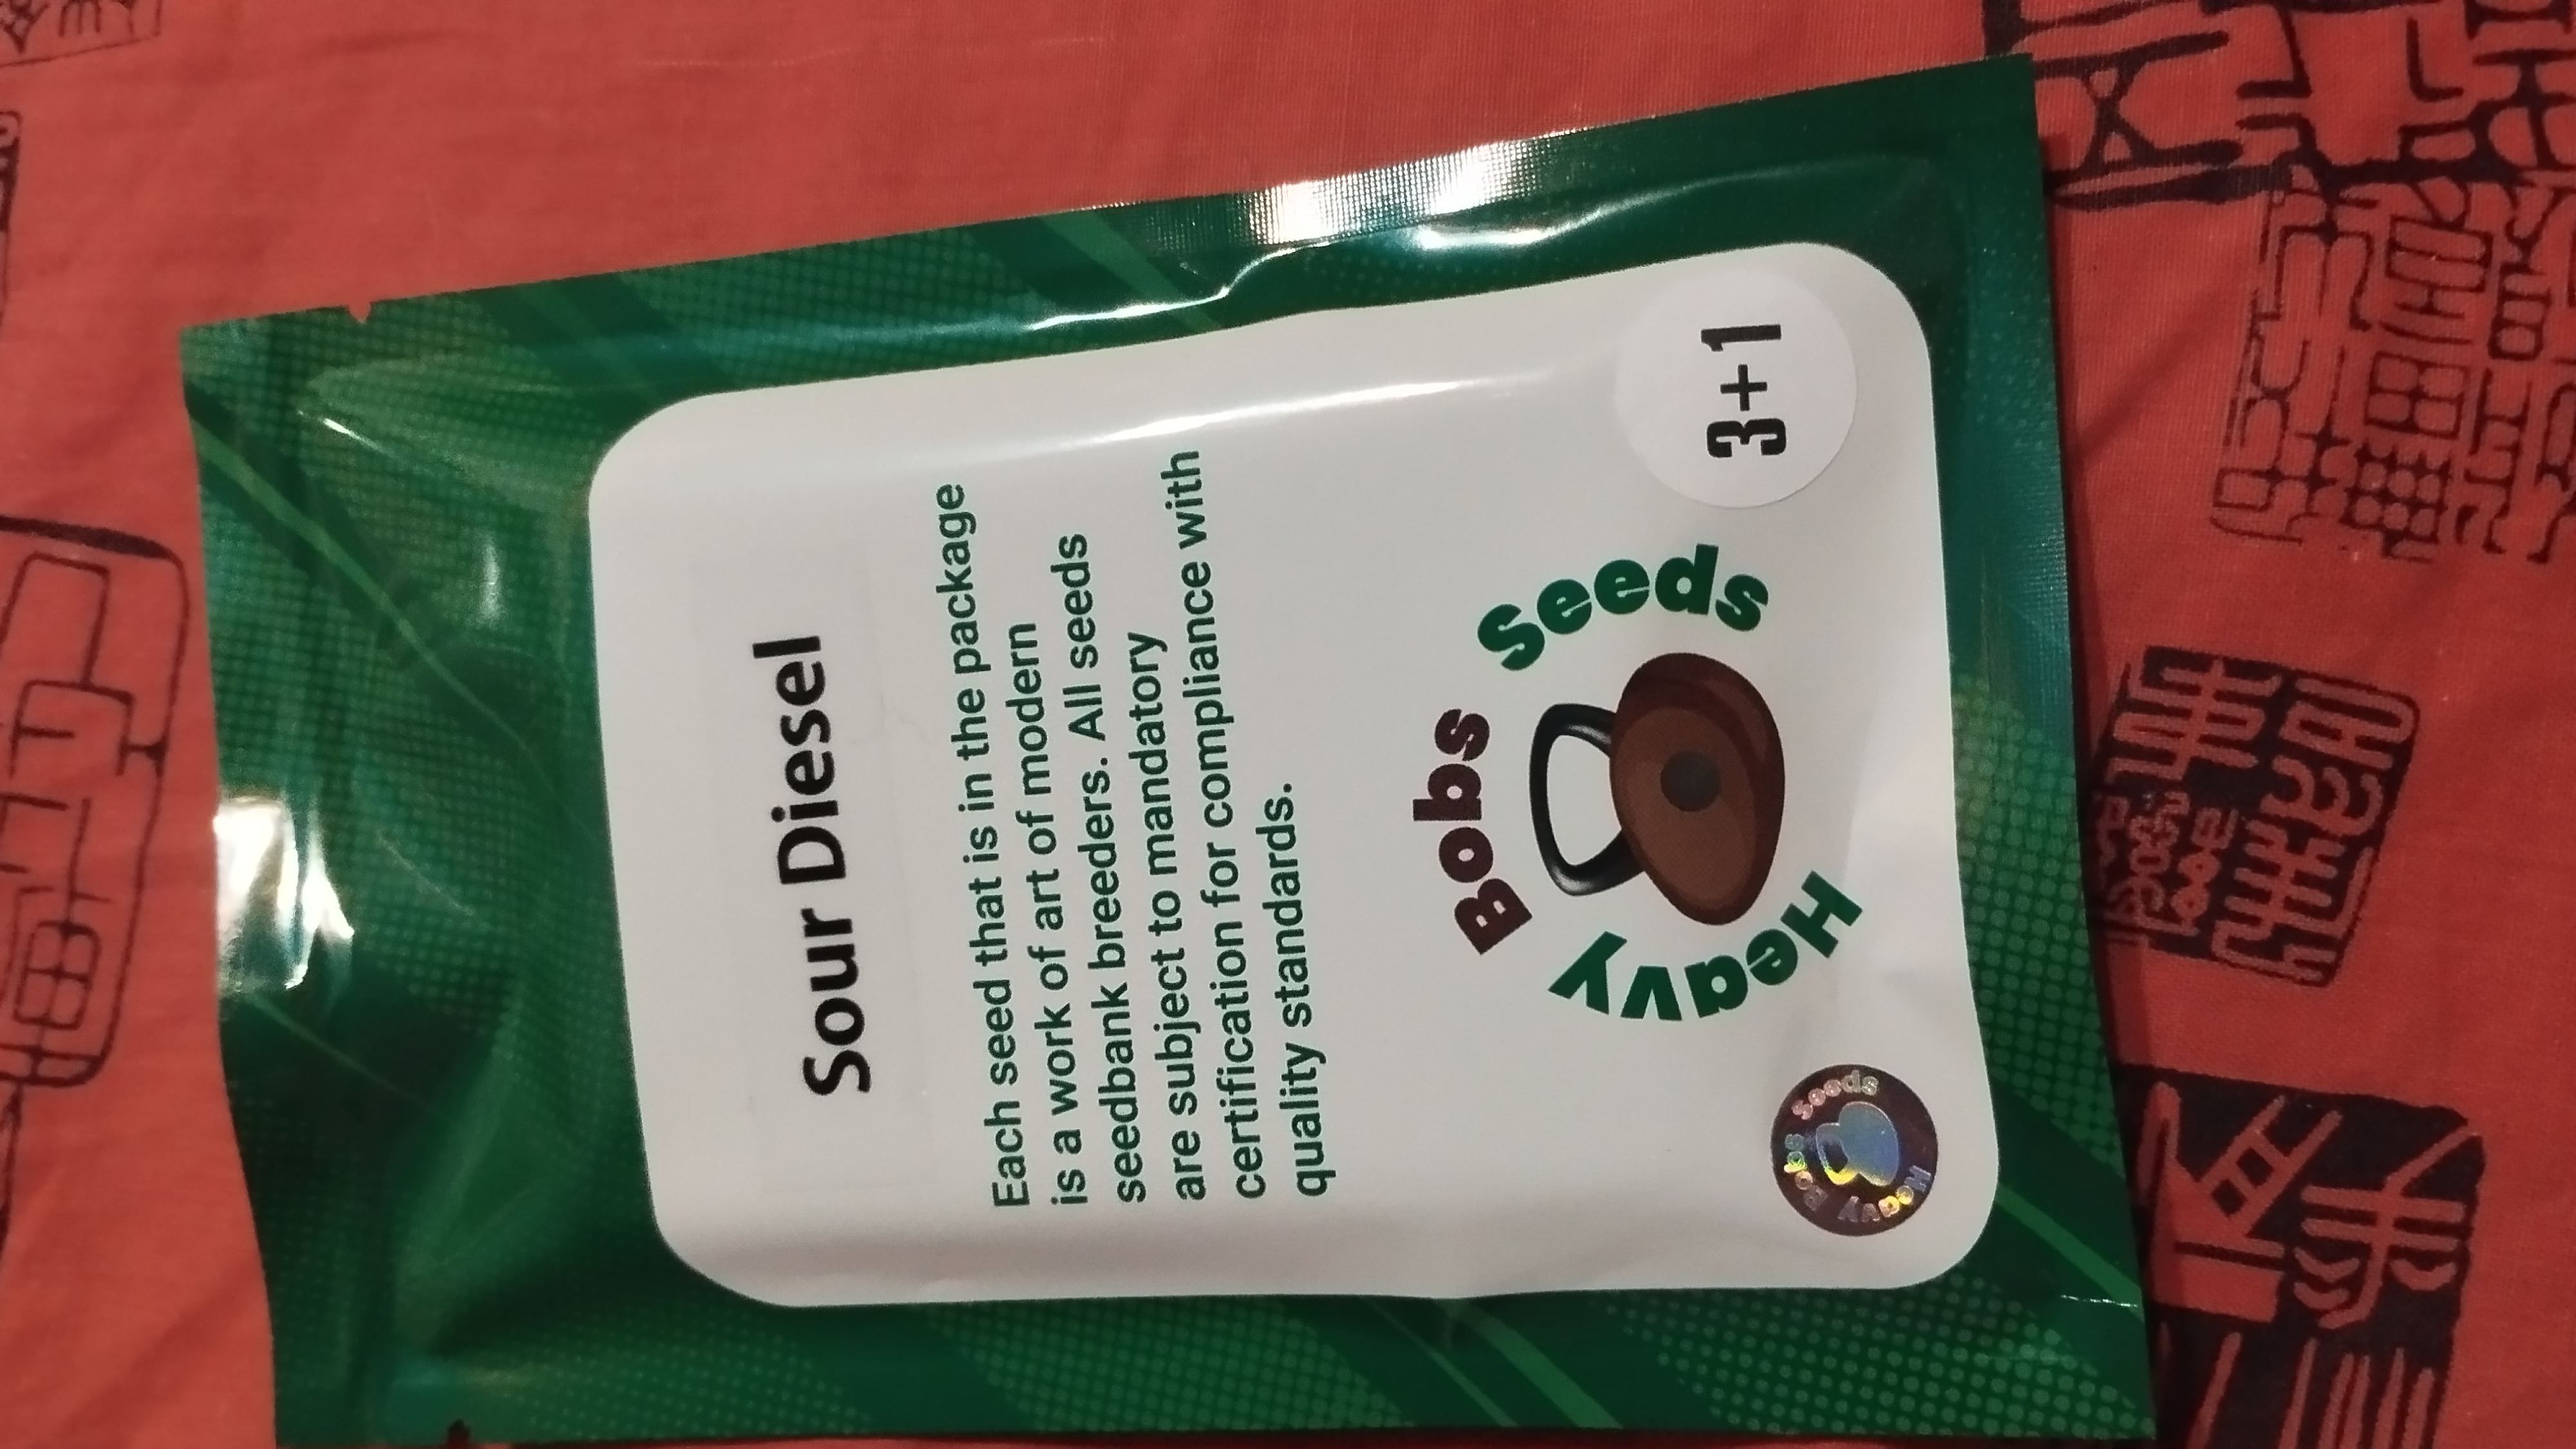 Sour Diesel
Each seed that is in the package
is a work of art of modern
seedbank breeders. All seeds
are subject to mandatory
certification for compliance with
quality standards.
Heavy Bobs Seeds
3+1
Heavy Bobs Seeds